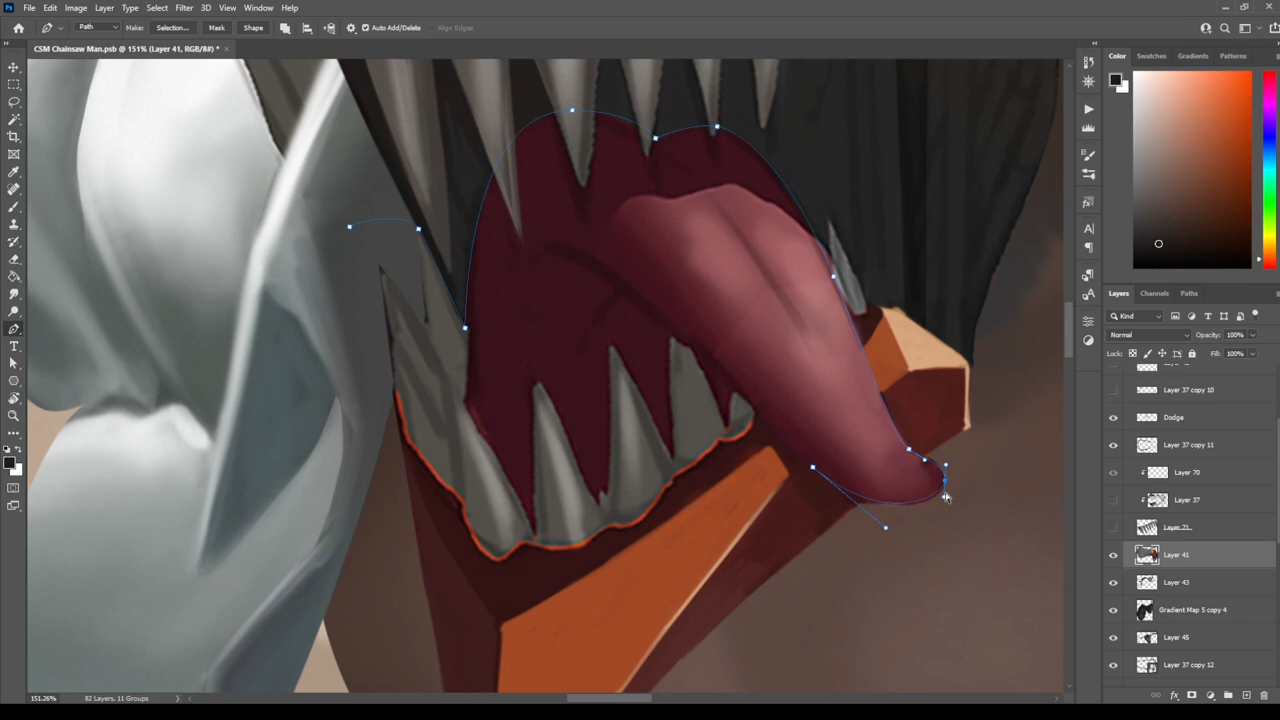 Ps File Edit Image Layer Type Select Filter 3D View Window Help
Path Make: Selection... Mask Shape Auto Add/Delete Align Edges
CSM Chainsaw Man.psb @ 151% (Layer 41, RGB/8#) *
Color Swatches Gradients Patterns
Layers Channels Paths
Kind
Normal Opacity: 100%
Lock: Fill: 100%
Layer 37 copy 10
Dodge
Layer 37 copy 11
Layer 70
Layer 37
Layer 71
Layer 41
Layer 43
Gradient Map 5 copy 4
Layer 45
Layer 37 copy 12
151.26% 82 Layers, 11 Groups